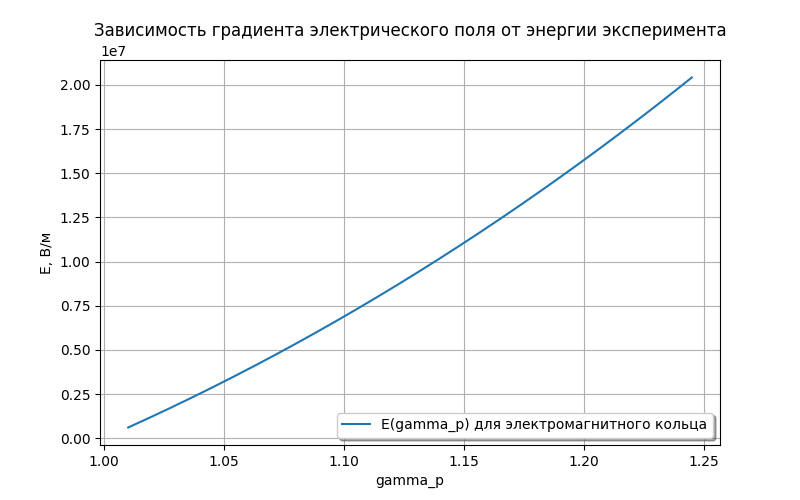 Зависимость градиента электрического поля от энергии эксперимента
1e7
2.00
1.75
1.50
1.25
1.00
0.75
0.50
0.25
0.00
E, В/м
E(gamma_p) для электромагнитного кольца
1.00 1.05 1.10 1.15 1.20 1.25
gamma_p